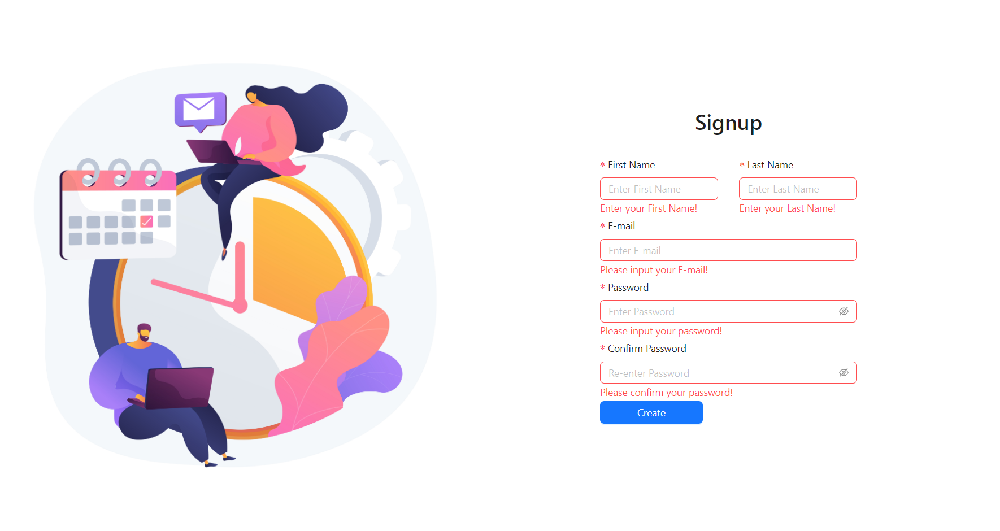 Signup
* First Name
* Last Name
Enter First Name
Enter Last Name
Enter your First Name!
Enter your Last Name!
* E-mail
Enter E-mail
Please input your E-mail!
* Password
Enter Password
Please input your password!
* Confirm Password
Re-enter Password
Please confirm your password!
Create